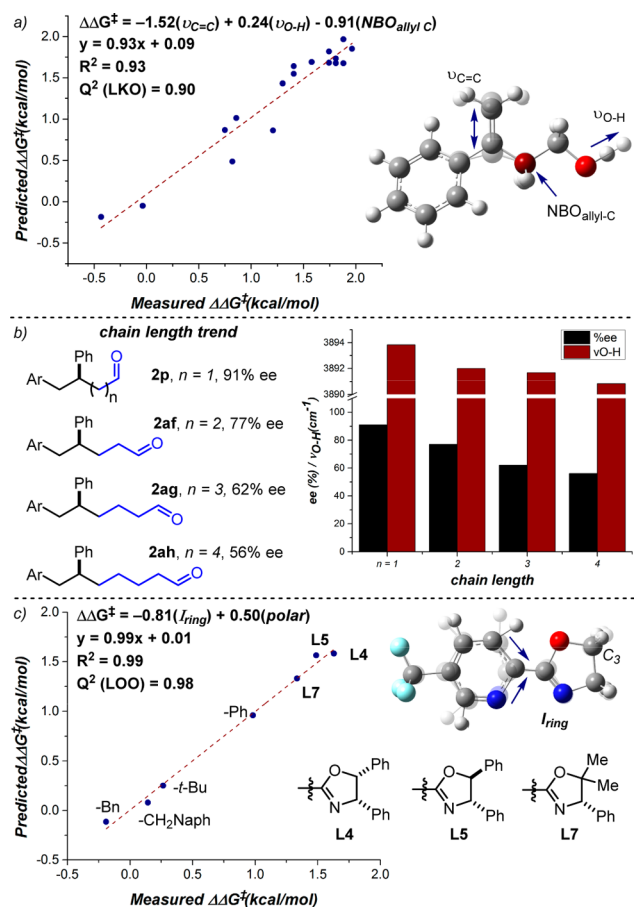 a)
ΔΔG‡ = –1.52(υC=C) + 0.24(υO-H) - 0.91(NBOallyl C)
y = 0.93x + 0.09
R² = 0.93
Q² (LKO) = 0.90
Predicted ΔΔG‡(kcal/mol)
2.0
1.5
1.0
0.5
0.0
-0.5
-0.5 0.0 0.5 1.0 1.5 2.0
Measured ΔΔG‡(kcal/mol)
υC=C
υO-H
NBOallyl-C
b)
chain length trend
Ph
O
Ar
n
2p, n = 1, 91% ee
Ph
Ar
O
2af, n = 2, 77% ee
Ph
Ar
O
2ag, n = 3, 62% ee
Ph
Ar
O
2ah, n = 4, 56% ee
%ee
vO-H
ee (%) / νO-H(cm⁻¹)
3894
3892
3890
100
80
60
40
20
0
n = 1 2 3 4
chain length
c)
ΔΔG‡ = –0.81(Iring) + 0.50(polar)
y = 0.99x + 0.01
R² = 0.99
Q² (LOO) = 0.98
Predicted ΔΔG‡(kcal/mol)
2.0
1.5
1.0
0.5
0.0
-0.5
L5
L4
L7
-Ph
-t-Bu
-Bn
-CH2Naph
-0.5 0.0 0.5 1.0 1.5 2.0
Measured ΔΔG‡(kcal/mol)
C3
Iring
O
Ph
N
Ph
L4
O
Ph
N
Ph
L5
Me
O
Me
N
Ph
L7